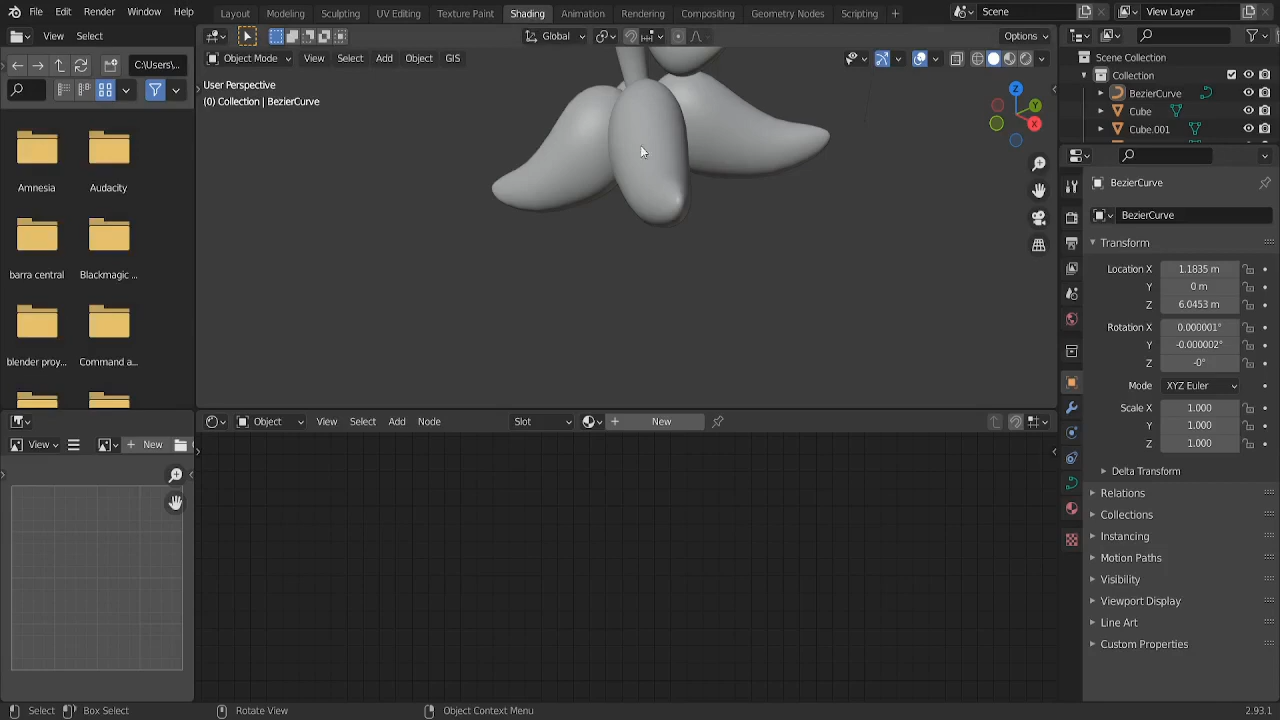 File Edit Render Window Help Layout Modeling Sculpting UV Editing Texture Paint Shading Animation Rendering Compositing Geometry Nodes Scripting + Scene View Layer
View Select
Global Options
C:\Users\...
Object Mode View Select Add Object GIS
User Perspective
(0) Collection | BezierCurve
Z
Y
X
Amnesia Audacity
barra central Blackmagic ...
blender proy... Command a...
Scene Collection
Collection
BezierCurve
Cube
Cube.001
BezierCurve
BezierCurve
Transform
Location X 1.1835 m
Y 0 m
Z 6.0453 m
Rotation X 0.000001°
Y -0.000002°
Z -0°
Mode XYZ Euler
Scale X 1.000
Y 1.000
Z 1.000
Delta Transform
Relations
Collections
Instancing
Motion Paths
Visibility
Viewport Display
Line Art
Custom Properties
View + New
Object View Select Add Node Slot + New
Select Box Select Rotate View Object Context Menu 2.93.1